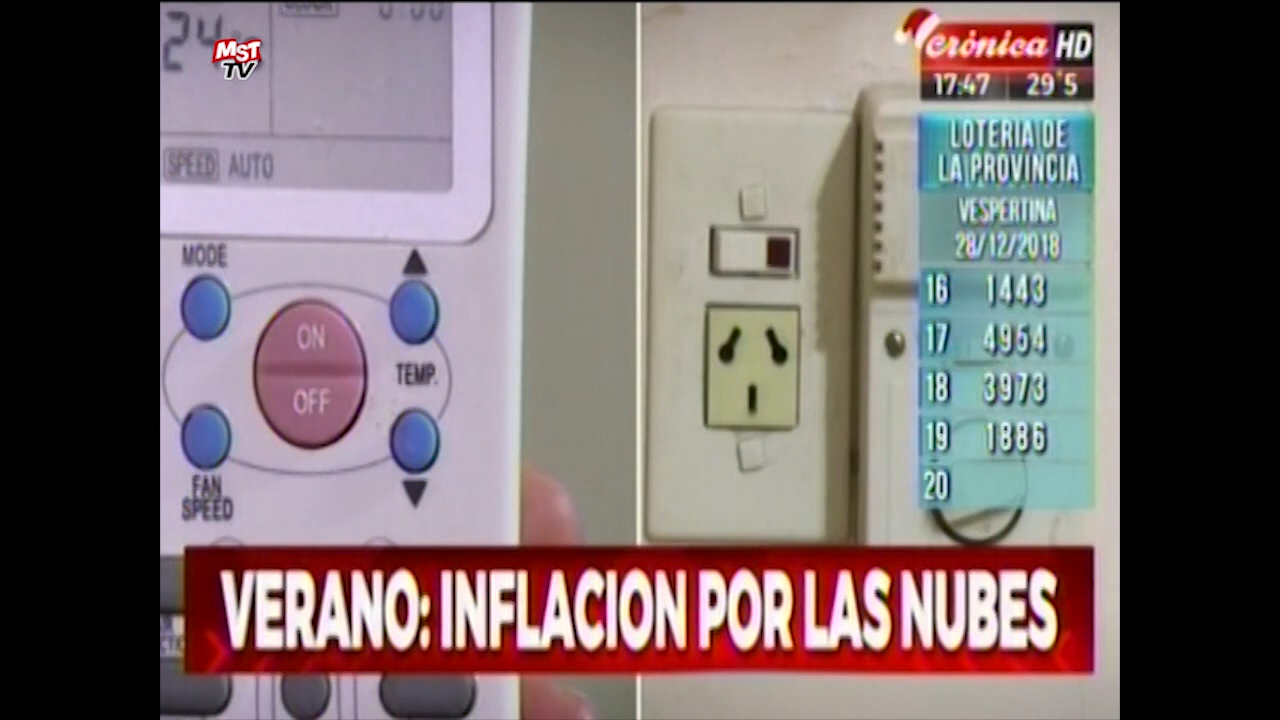 24
MST
TV
SPEED AUTO
MODE
ON
OFF
TEMP.
FAN
SPEED
Crónica HD
17:47 29°5
LOTERIA DE
LA PROVINCIA
VESPERTINA
28/12/2018
16 1443
17 4954
18 3973
19 1886
20
VERANO: INFLACION POR LAS NUBES